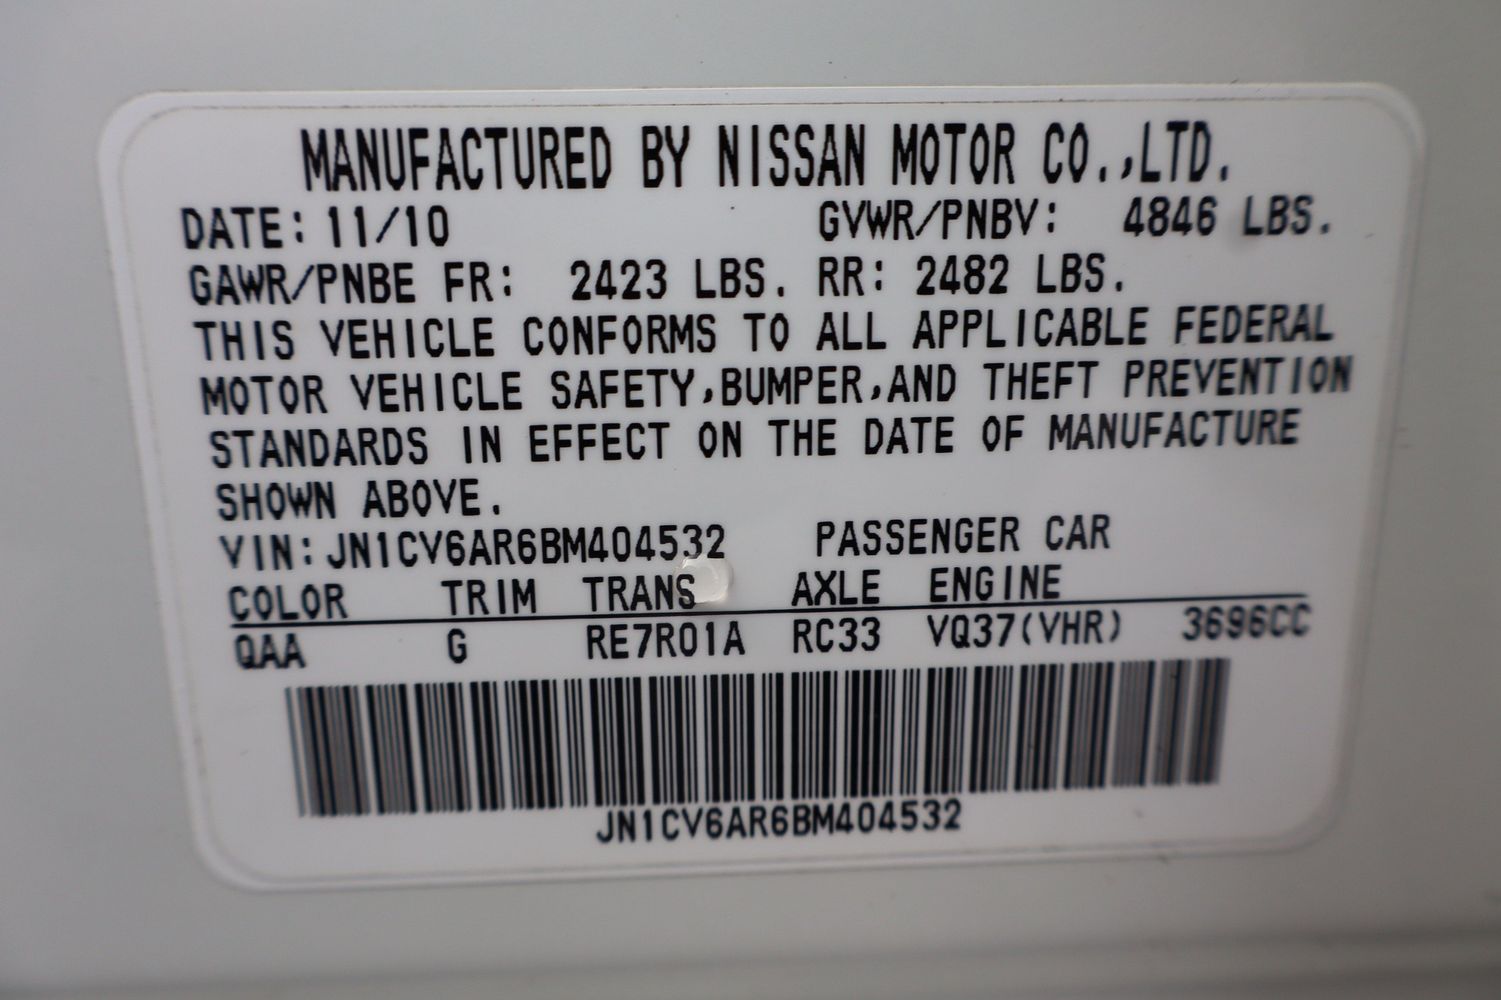 MANUFACTURED BY NISSAN MOTOR CO.,LTD.
DATE: 11/10 GVWR/PNBV: 4846 LBS.
GAWR/PNBE FR: 2423 LBS. RR: 2482 LBS.
THIS VEHICLE CONFORMS TO ALL APPLICABLE FEDERAL
MOTOR VEHICLE SAFETY,BUMPER,AND THEFT PREVENTION
STANDARDS IN EFFECT ON THE DATE OF MANUFACTURE
SHOWN ABOVE.
VIN:JN1CV6AR6BM404532 PASSENGER CAR
COLOR TRIM TRANS AXLE ENGINE
QAA G RE7R01A RC33 VQ37(VHR) 3696CC
JN1CV6AR6BM404532